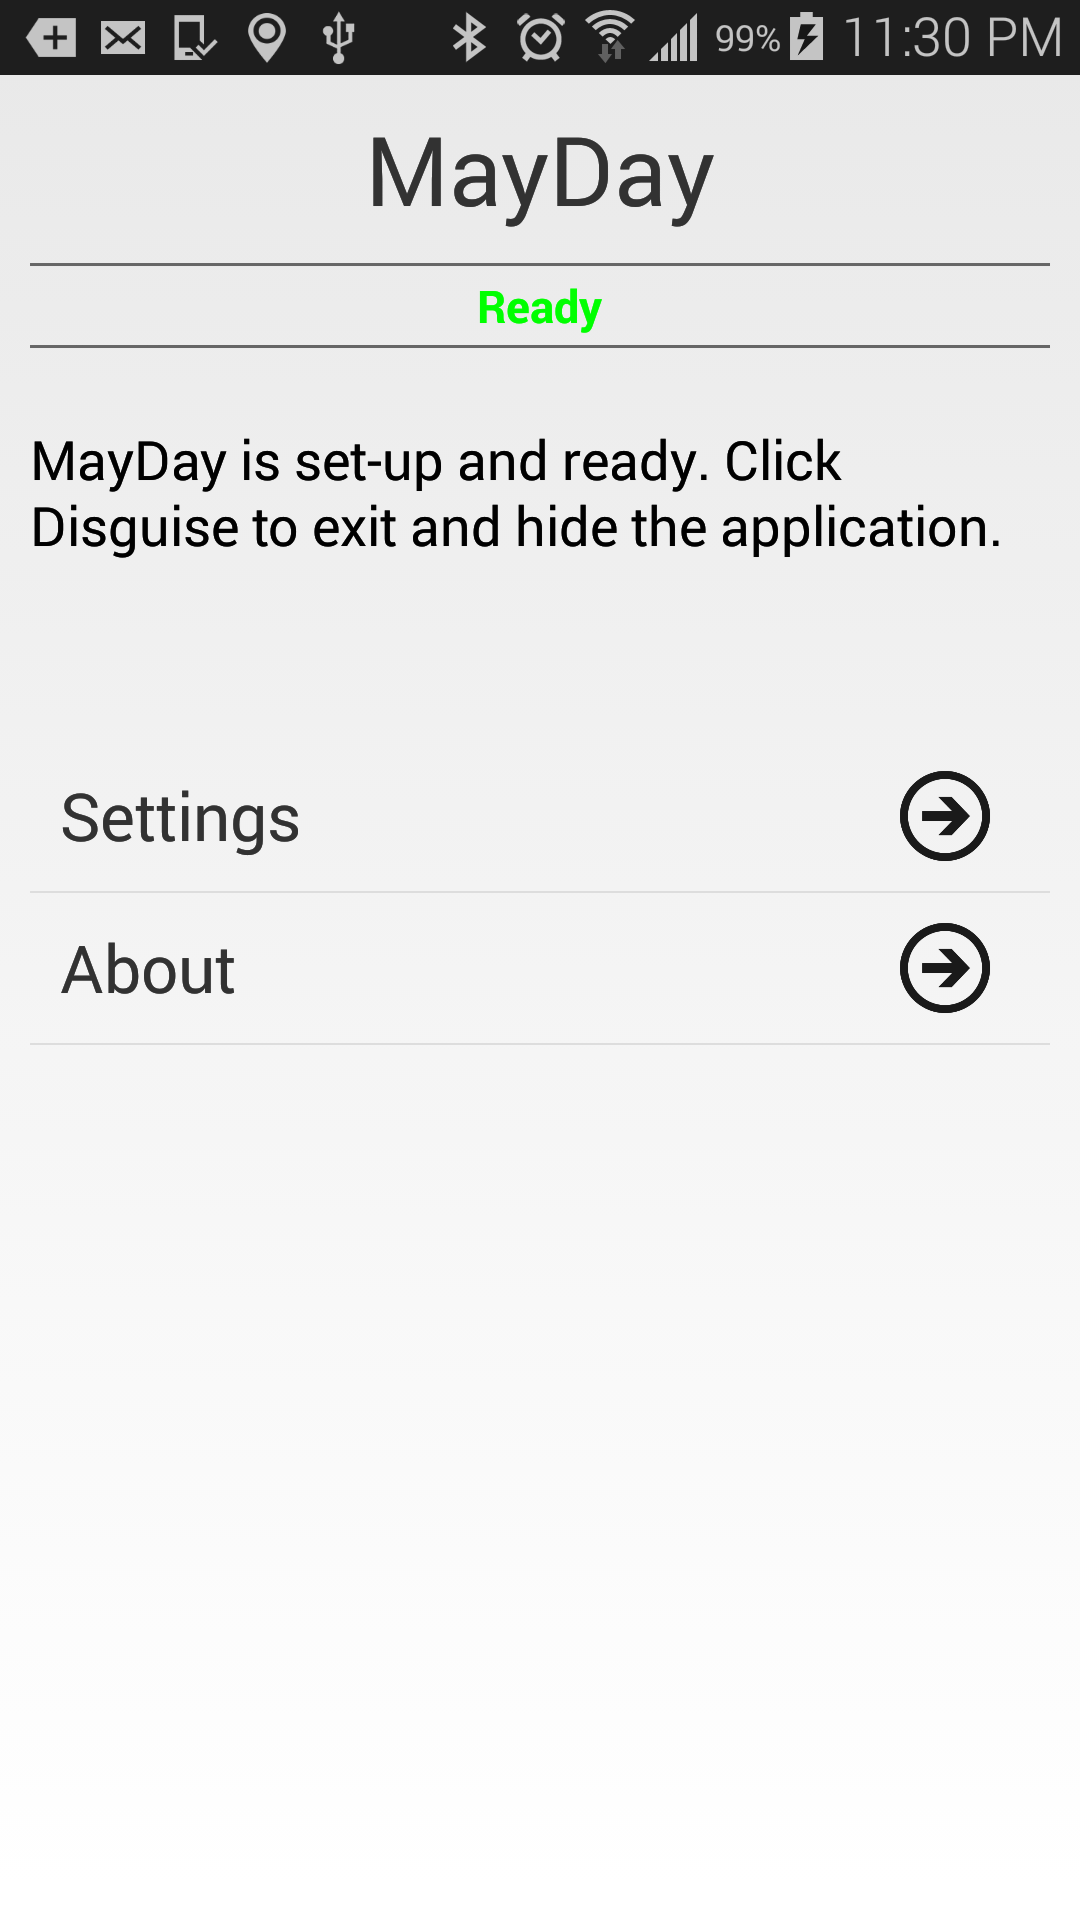 99% 11:30 PM
MayDay
Ready
MayDay is set-up and ready. Click
Disguise to exit and hide the application.
Settings
About